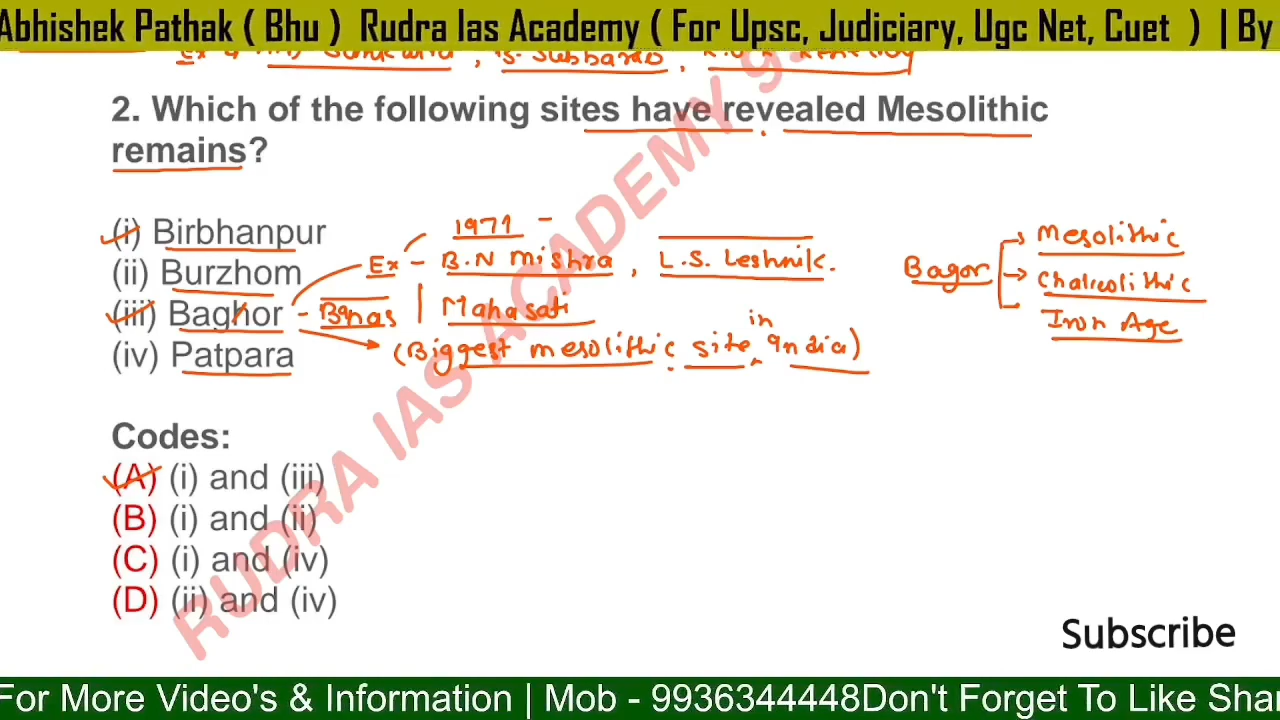 Abhishek Pathak ( Bhu ) Rudra Ias Academy ( For Upsc, Judiciary, Ugc Net, Cuet ) | By
2. Which of the following sites have revealed Mesolithic
remains?
(i) Birbhanpur
1971
(ii) Burzhom
Ex - B.N Mishra, L.S. Leshnik.
(iii) Baghor - Banas | Mahasati
(iv) Patpara
(Biggest mesolithic site in India)
Bagor
Mesolithic
Chalcolithic
Iron Age
Codes:
(A) (i) and (iii)
(B) (i) and (ii)
(C) (i) and (iv)
(D) (ii) and (iv)
RUDRA IAS ACADEMY 9
Subscribe
For More Video's & Information | Mob - 9936344448Don't Forget To Like Shar